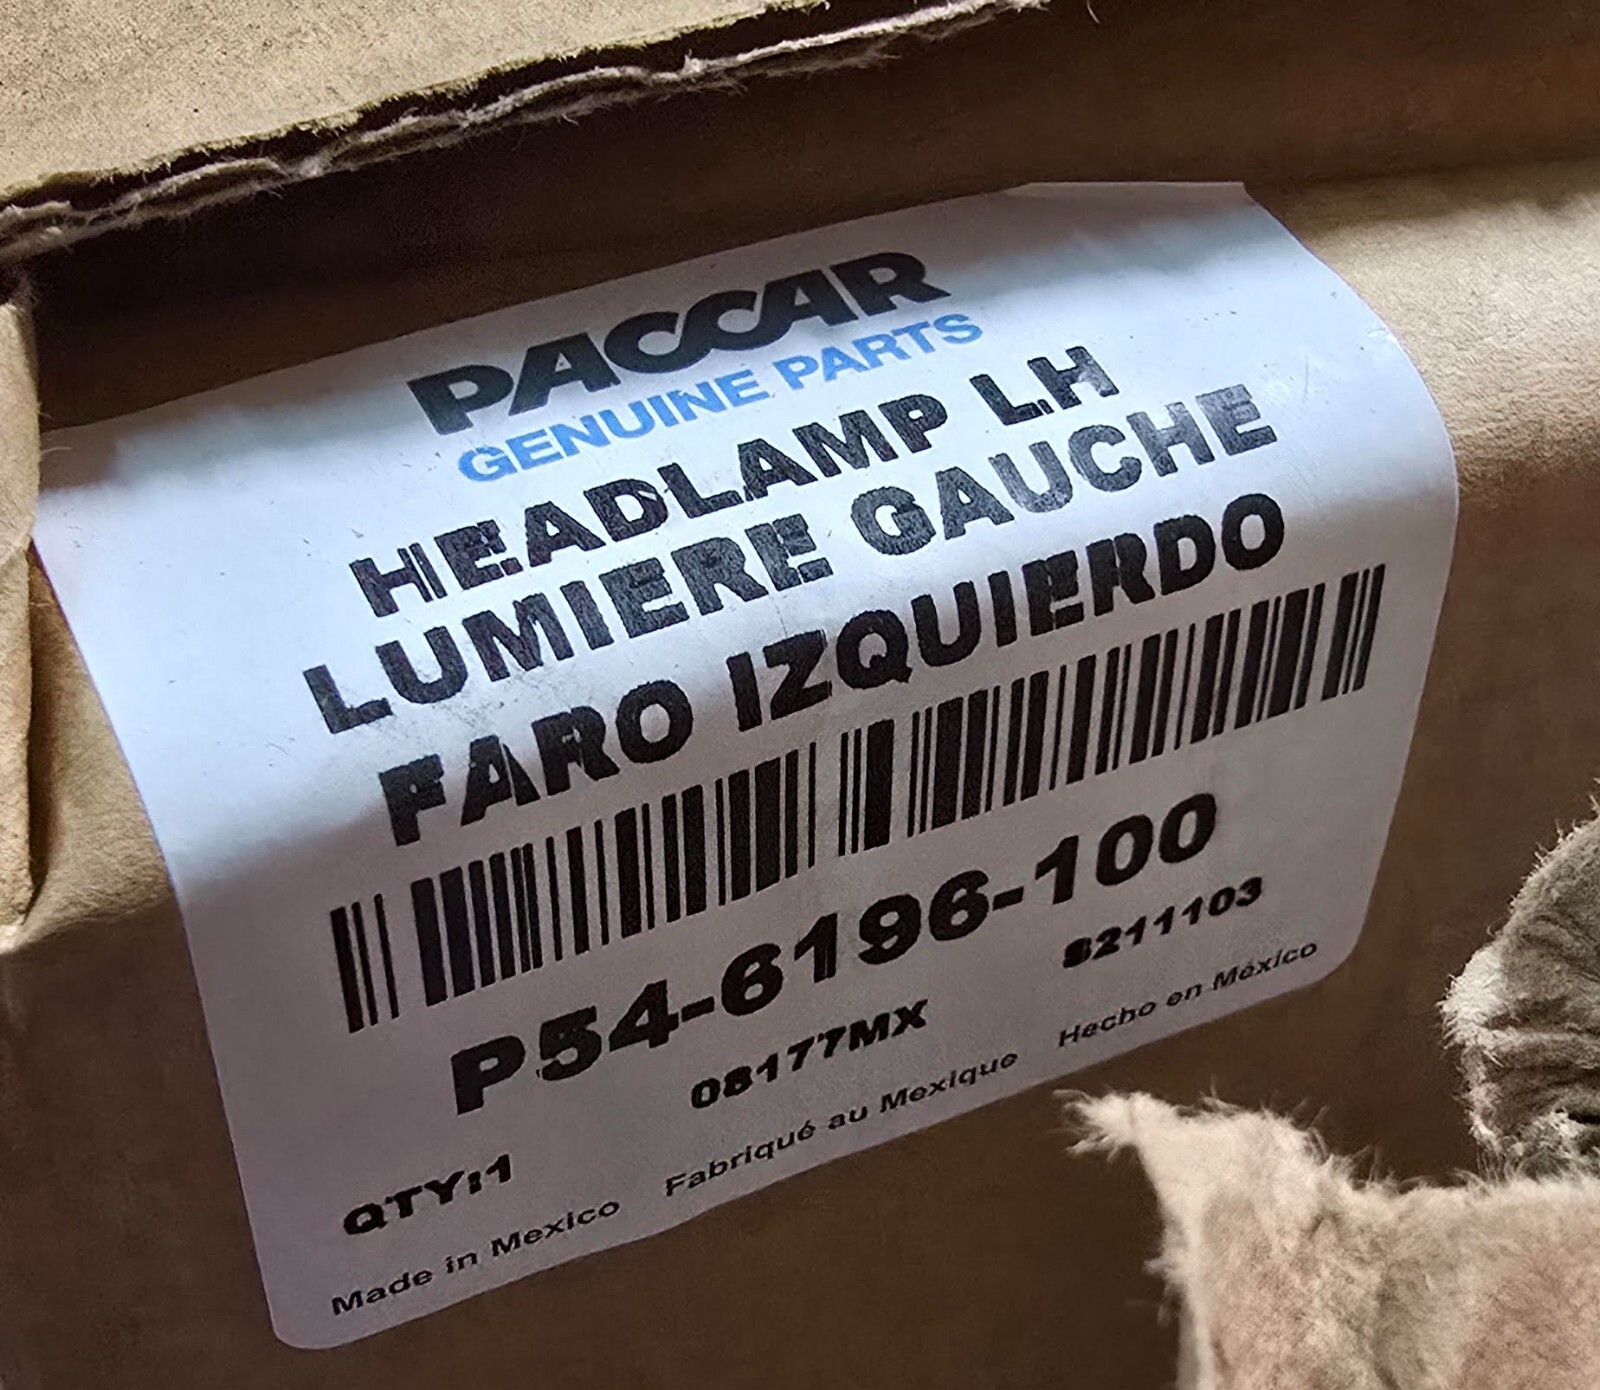 PACCAR
GENUINE PARTS
HEADLAMP LH
LUMIERE GAUCHE
FARO IZQUIERDO
P54-6196-100
QTY:1 08177MX 8211103
Made in Mexico Fabriqué au Mexique Hecho en México